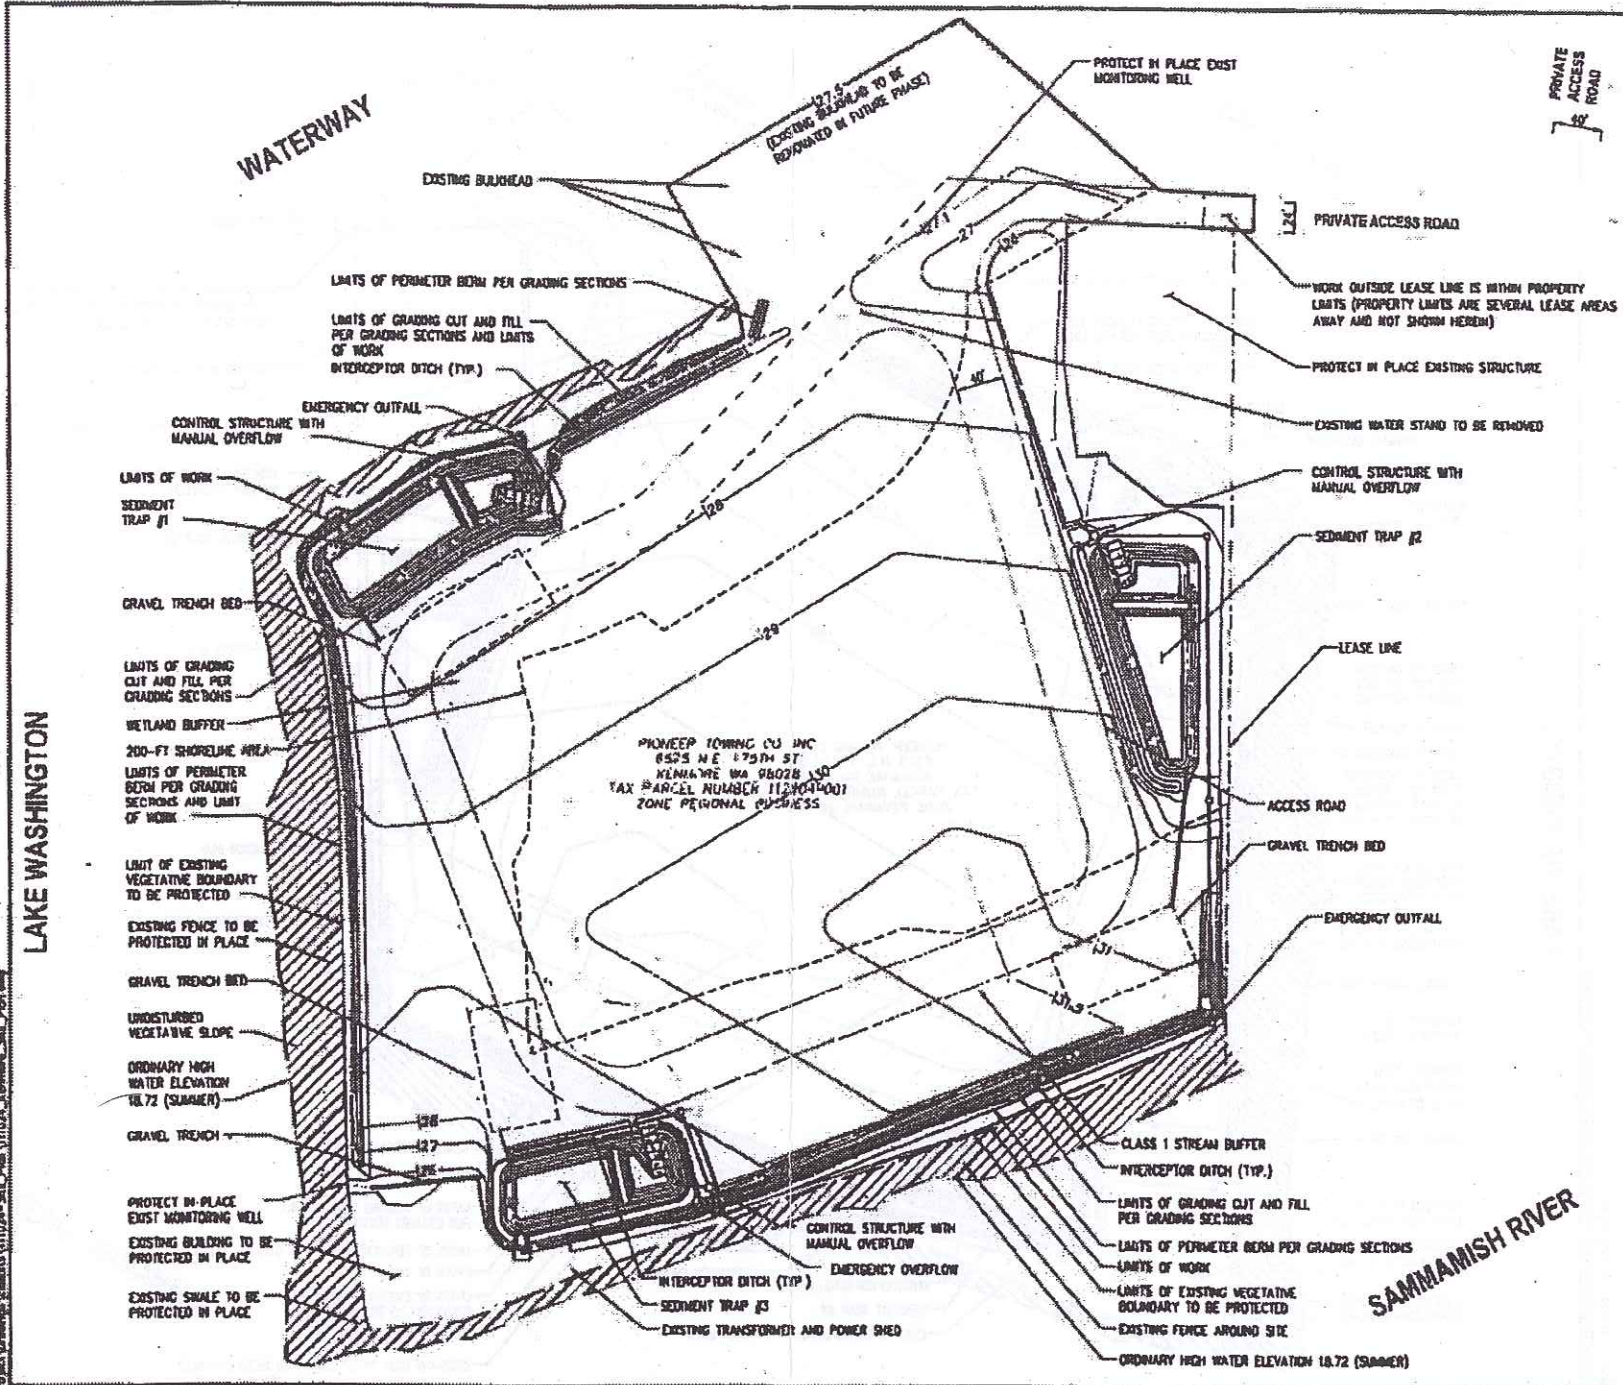 WATERWAY
127.5
(EXISTING BULKHEAD TO BE
RENOVATED IN FUTURE PHASE)
PROTECT IN PLACE EXIST
MONITORING WELL
PRIVATE
ACCESS
ROAD
40'
EXISTING BULKHEAD
24'
PRIVATE ACCESS ROAD
LIMITS OF PERIMETER BERM PER GRADING SECTIONS
LIMITS OF GRADING CUT AND FILL
PER GRADING SECTIONS AND LIMITS
OF WORK
INTERCEPTOR DITCH (TYP.)
EMERGENCY OUTFALL
CONTROL STRUCTURE WITH
MANUAL OVERFLOW
LIMITS OF WORK
SEDIMENT
TRAP #1
GRAVEL TRENCH BED
LIMITS OF GRADING
CUT AND FILL PER
GRADING SECTIONS
WETLAND BUFFER
200-FT SHORELINE AREA
LIMITS OF PERIMETER
BERM PER GRADING
SECTIONS AND LIMIT
OF WORK
LIMIT OF EXISTING
VEGETATIVE BOUNDARY
TO BE PROTECTED
EXISTING FENCE TO BE
PROTECTED IN PLACE
GRAVEL TRENCH BED
UNDISTURBED
VEGETATIVE SLOPE
ORDINARY HIGH
WATER ELEVATION
18.72 (SUMMER)
GRAVEL TRENCH
PROTECT IN-PLACE
EXIST MONITORING WELL
EXISTING BUILDING TO BE
PROTECTED IN PLACE
EXISTING SWALE TO BE
PROTECTED IN PLACE
LAKE WASHINGTON
127.1
127
126
40'
128
129
130
131
131.5
128
127
126
PIONEER TOWING CO INC
6525 N.E. 175TH ST
KENMORE WA 98028
TAX PARCEL NUMBER
ZONE REGIONAL BUSINESS
WORK OUTSIDE LEASE LINE IS WITHIN PROPERTY
LIMITS (PROPERTY LIMITS ARE SEVERAL LEASE AREAS
AWAY AND NOT SHOWN HEREIN)
PROTECT IN PLACE EXISTING STRUCTURE
EXISTING WATER STAND TO BE REMOVED
CONTROL STRUCTURE WITH
MANUAL OVERFLOW
SEDIMENT TRAP #2
LEASE LINE
ACCESS ROAD
GRAVEL TRENCH BED
EMERGENCY OUTFALL
CLASS 1 STREAM BUFFER
INTERCEPTOR DITCH (TYP.)
LIMITS OF GRADING CUT AND FILL
PER GRADING SECTIONS
LIMITS OF PERIMETER BERM PER GRADING SECTIONS
LIMITS OF WORK
LIMITS OF EXISTING VEGETATIVE
BOUNDARY TO BE PROTECTED
EXISTING FENCE AROUND SITE
ORDINARY HIGH WATER ELEVATION 18.72 (SUMMER)
CONTROL STRUCTURE WITH
MANUAL OVERFLOW
EMERGENCY OVERFLOW
INTERCEPTOR DITCH (TYP)
SEDIMENT TRAP #3
EXISTING TRANSFORMER AND POWER SHED
SAMMAMISH RIVER